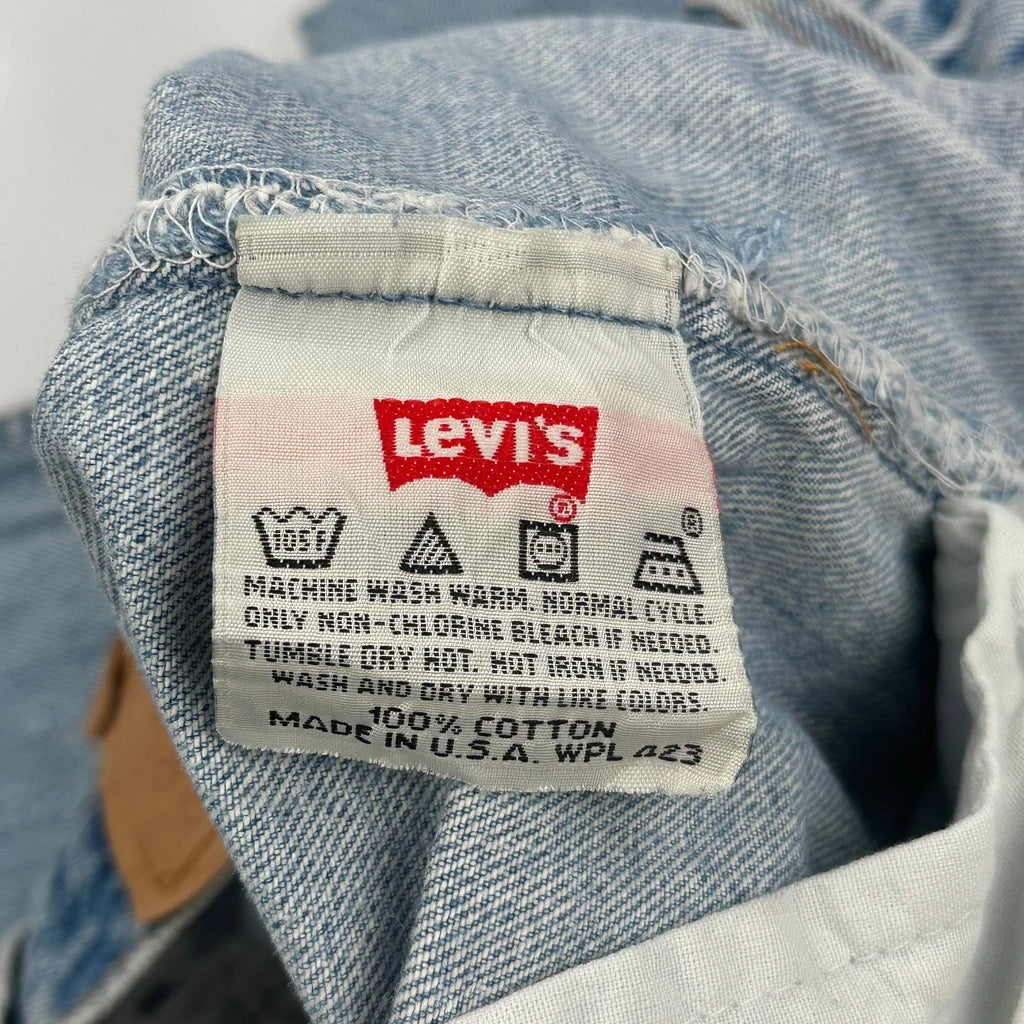 LEVI'S
®
105F
®
MACHINE WASH WARM. NORMAL CYCLE.
ONLY NON-CHLORINE BLEACH IF NEEDED.
TUMBLE DRY HOT. HOT IRON IF NEEDED.
WASH AND DRY WITH LIKE COLORS.
100% COTTON
MADE IN U.S.A. WPL 423